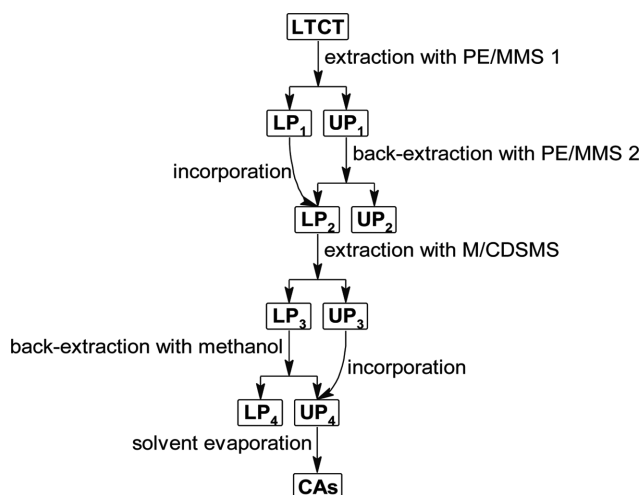 LTCT
extraction with PE/MMS 1
LP₁ UP₁
back-extraction with PE/MMS 2
incorporation
LP₂ UP₂
extraction with M/CDSMS
LP₃ UP₃
back-extraction with methanol
incorporation
LP₄ UP₄
solvent evaporation
CAs